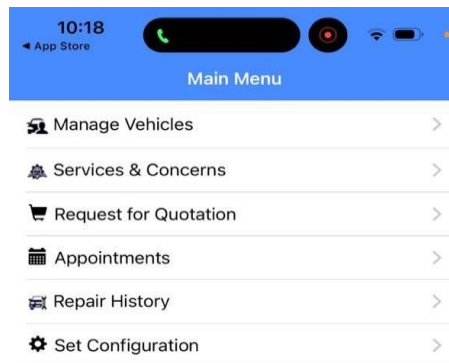 10:18
◀ App Store
Main Menu
Manage Vehicles
Services & Concerns
Request for Quotation
Appointments
Repair History
Set Configuration